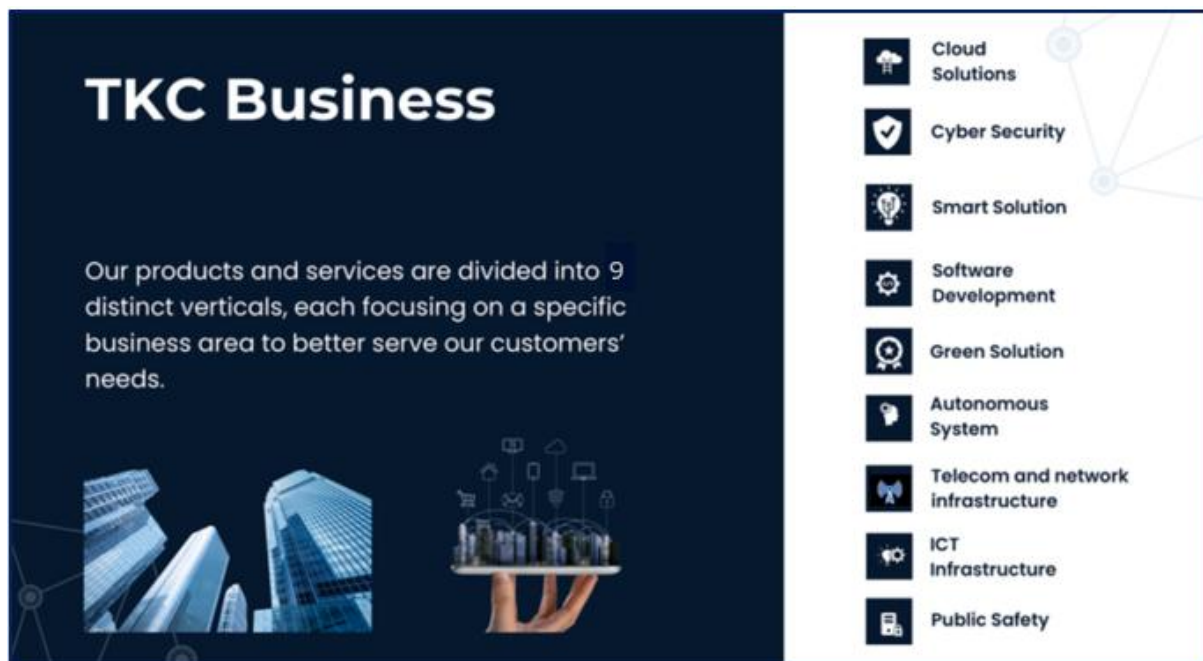 TKC Business
Our products and services are divided into 9
distinct verticals, each focusing on a specific
business area to better serve our customers'
needs.
Cloud
Solutions
Cyber Security
Smart Solution
Software
Development
Green Solution
Autonomous
System
Telecom and network
infrastructure
ICT
Infrastructure
Public Safety